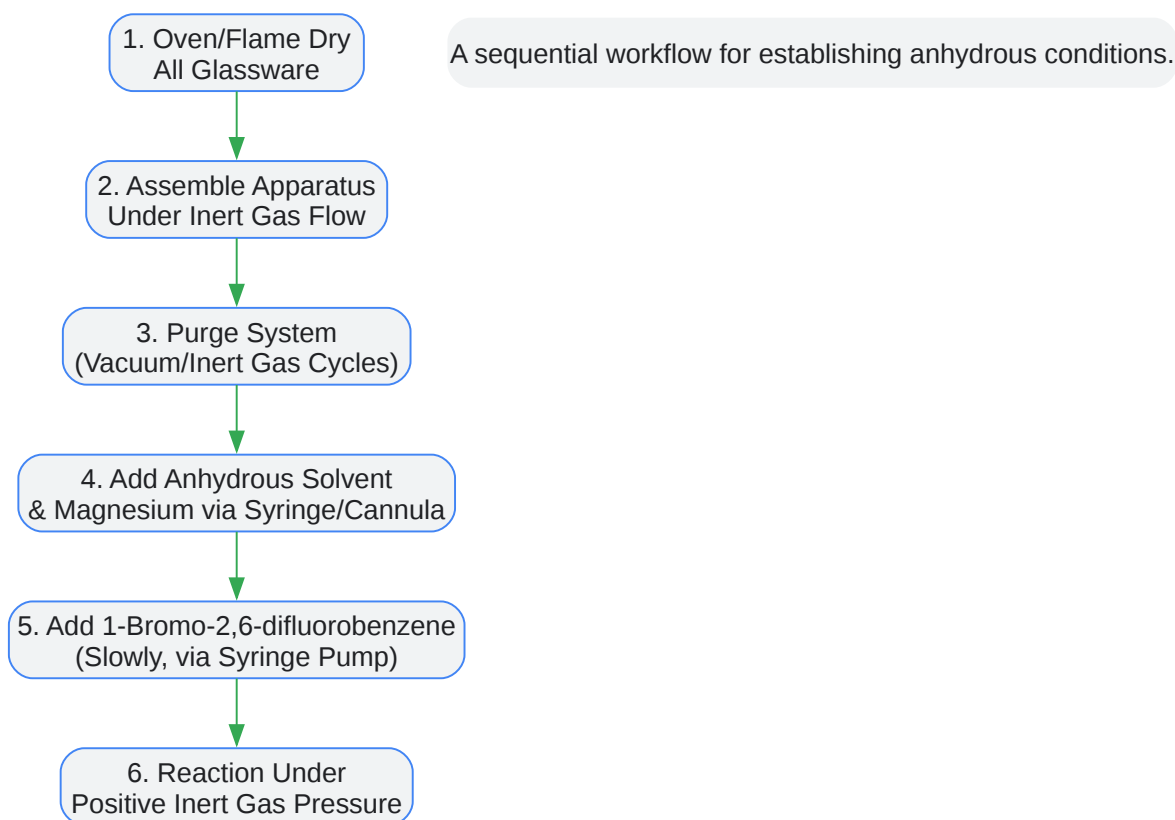 1. Oven/Flame Dry
All Glassware
A sequential workflow for establishing anhydrous conditions.
2. Assemble Apparatus
Under Inert Gas Flow
3. Purge System
(Vacuum/Inert Gas Cycles)
4. Add Anhydrous Solvent
& Magnesium via Syringe/Cannula
5. Add 1-Bromo-2,6-difluorobenzene
(Slowly, via Syringe Pump)
6. Reaction Under
Positive Inert Gas Pressure